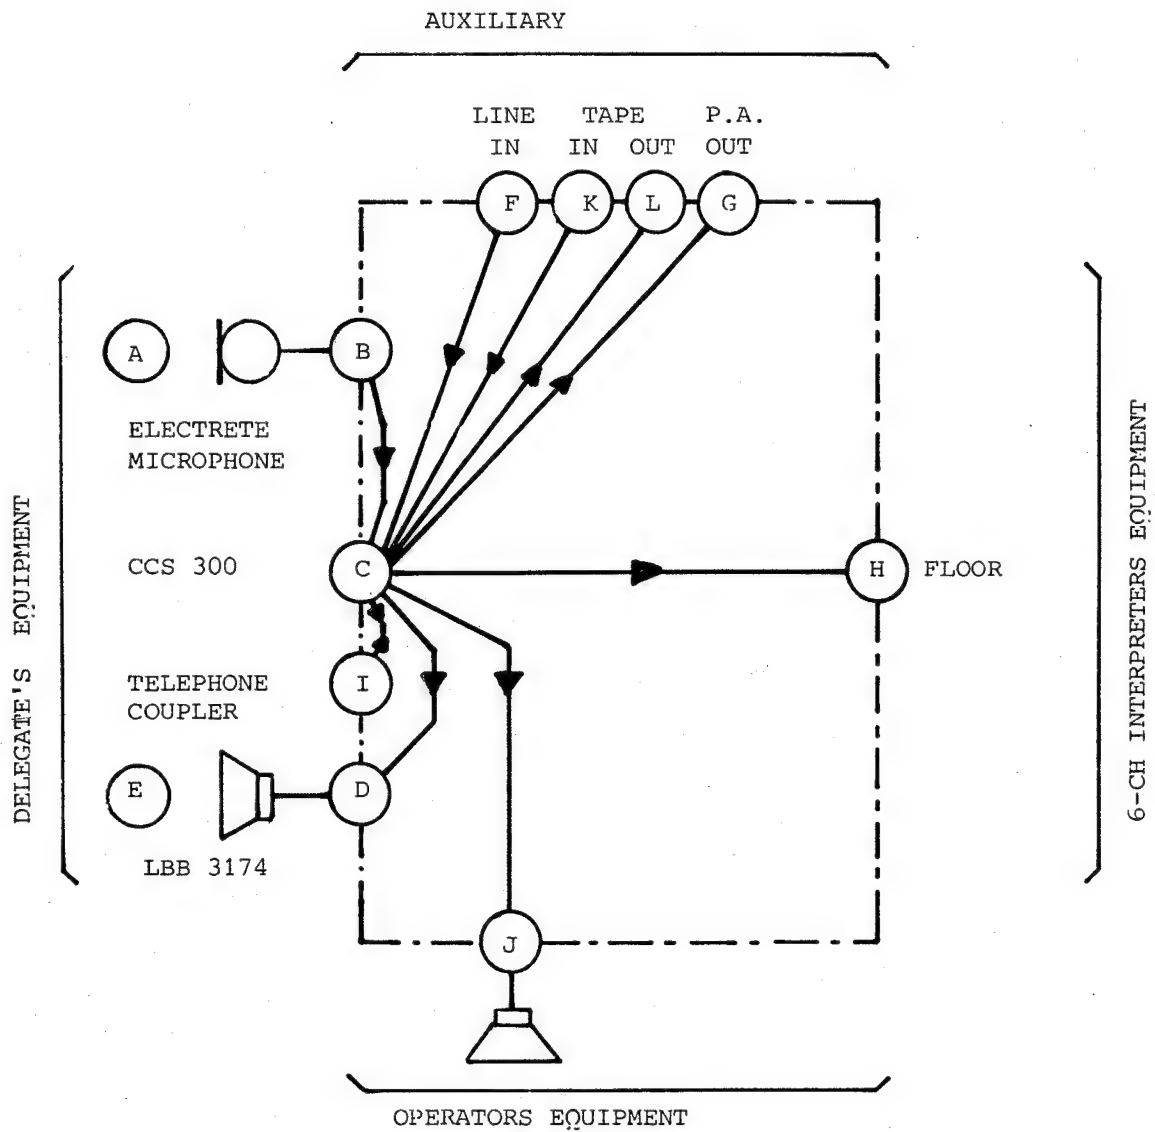 AUXILIARY
LINE TAPE P.A.
IN IN OUT OUT
F K L G
A B
ELECTRETE
MICROPHONE
CCS 300 C H FLOOR
TELEPHONE I
COUPLER
E D
LBB 3174
J
OPERATORS EQUIPMENT
DELEGATE'S EQUIPMENT
6-CH INTERPRETERS EQUIPMENT